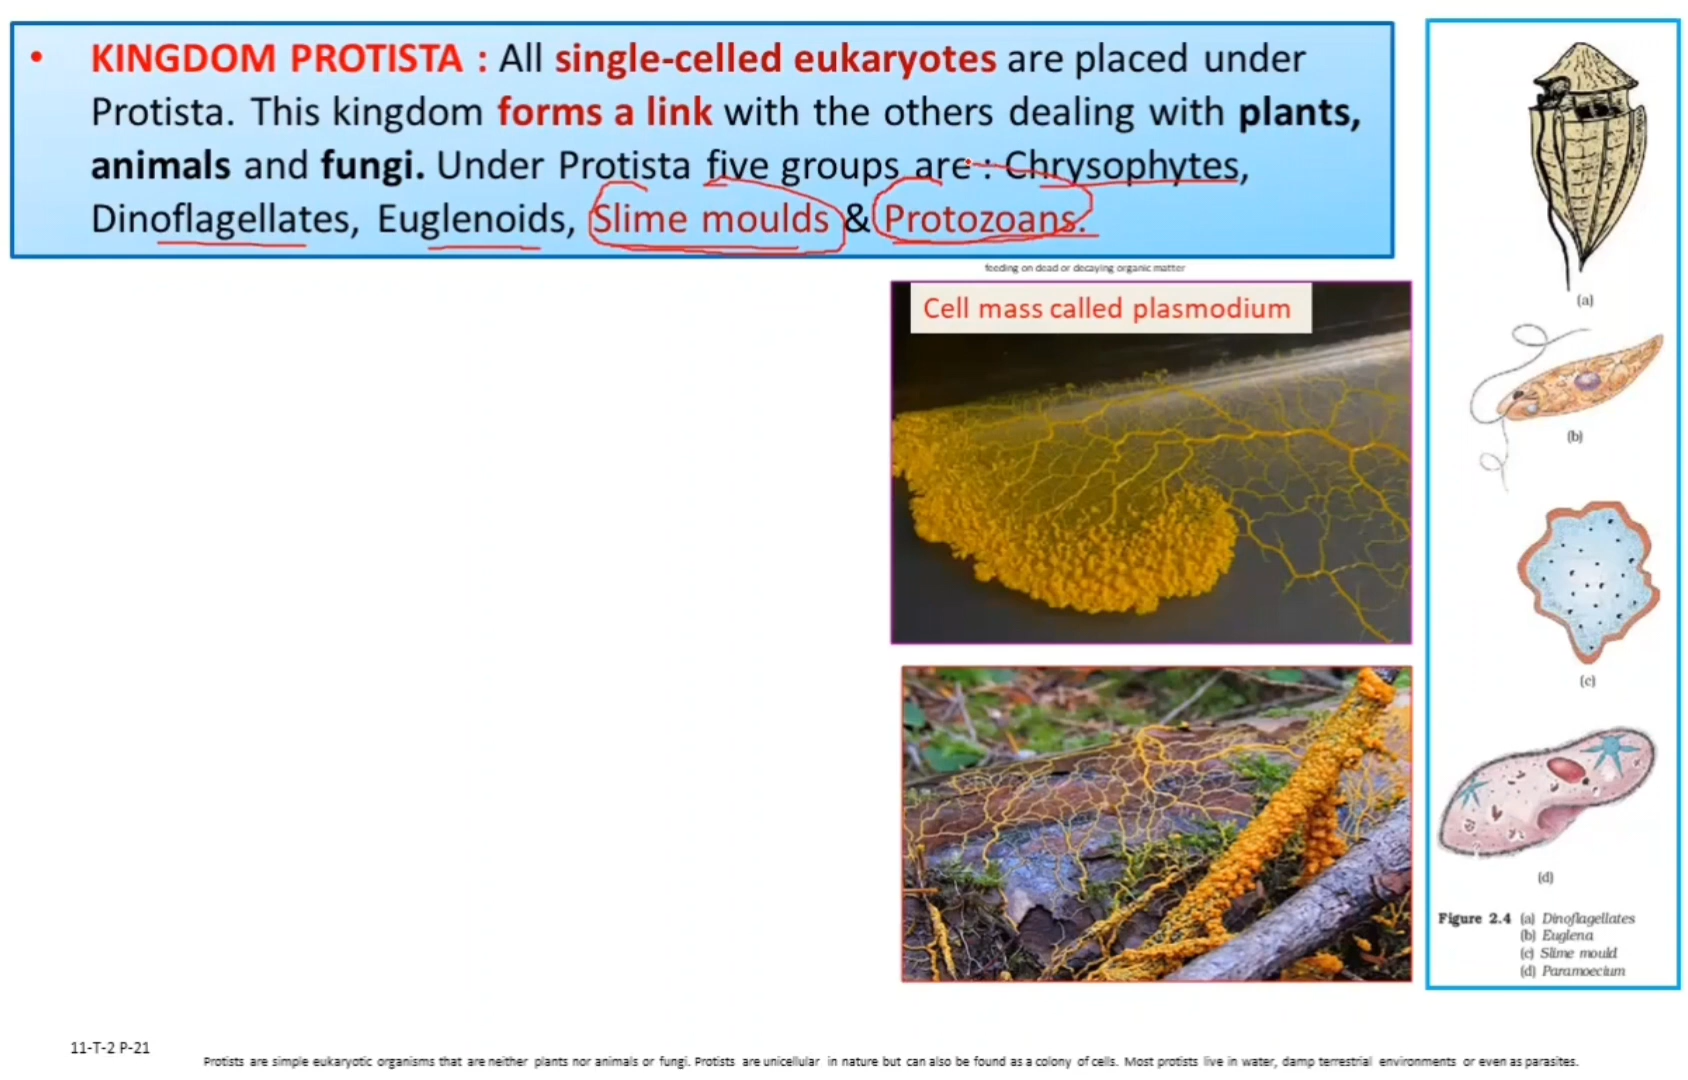 • KINGDOM PROTISTA : All single-celled eukaryotes are placed under
Protista. This kingdom forms a link with the others dealing with plants,
animals and fungi. Under Protista five groups are : Chrysophytes,
Dinoflagellates, Euglenoids, Slime moulds & Protozoans.
feeding on dead or decaying organic matter
Cell mass called plasmodium
(a)
(b)
(c)
(d)
Figure 2.4 (a) Dinoflagellates
(b) Euglena
(c) Slime mould
(d) Paramoecium
11-T-2 P-21
Protists are simple eukaryotic organisms that are neither plants nor animals or fungi. Protists are unicellular in nature but can also be found as a colony of cells. Most protists live in water, damp terrestrial environments or even as parasites.